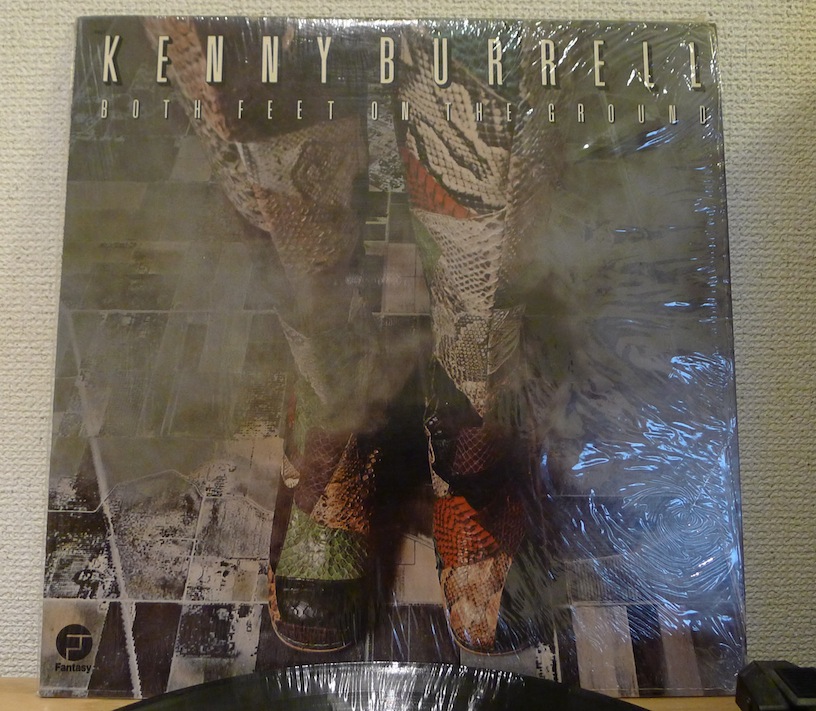 KENNY BURRELL
BOTH FEET ON THE GROUND
Fantasy